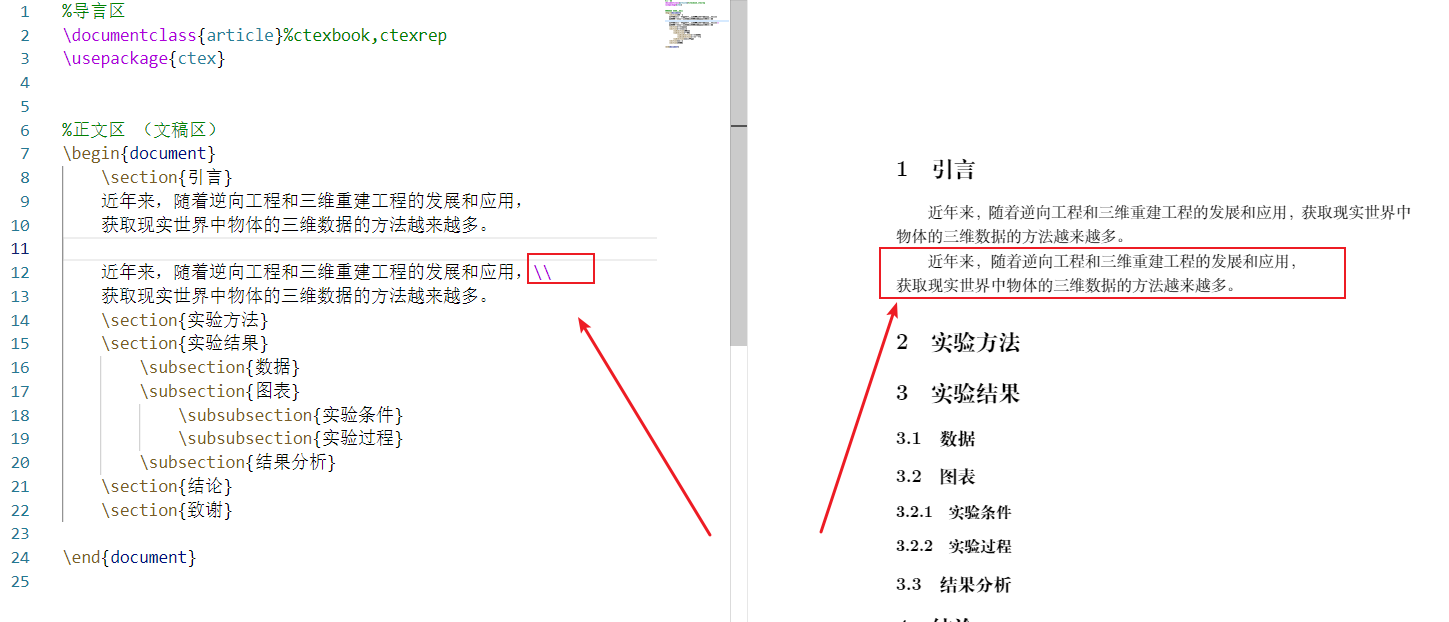 1 %导言区
2 \documentclass{article}%ctexbook,ctexrep
3 \usepackage{ctex}
4
5
6 %正文区 （文稿区）
7 \begin{document}
8 \section{引言}
9 近年来，随着逆向工程和三维重建工程的发展和应用，
10 获取现实世界中物体的三维数据的方法越来越多。
11
12 近年来，随着逆向工程和三维重建工程的发展和应用，\\
13 获取现实世界中物体的三维数据的方法越来越多。
14 \section{实验方法}
15 \section{实验结果}
16 \subsection{数据}
17 \subsection{图表}
18 \subsubsection{实验条件}
19 \subsubsection{实验过程}
20 \subsection{结果分析}
21 \section{结论}
22 \section{致谢}
23
24 \end{document}
25
1 引言
近年来, 随着逆向工程和三维重建工程的发展和应用, 获取现实世界中
物体的三维数据的方法越来越多。
近年来, 随着逆向工程和三维重建工程的发展和应用,
获取现实世界中物体的三维数据的方法越来越多。
2 实验方法
3 实验结果
3.1 数据
3.2 图表
3.2.1 实验条件
3.2.2 实验过程
3.3 结果分析